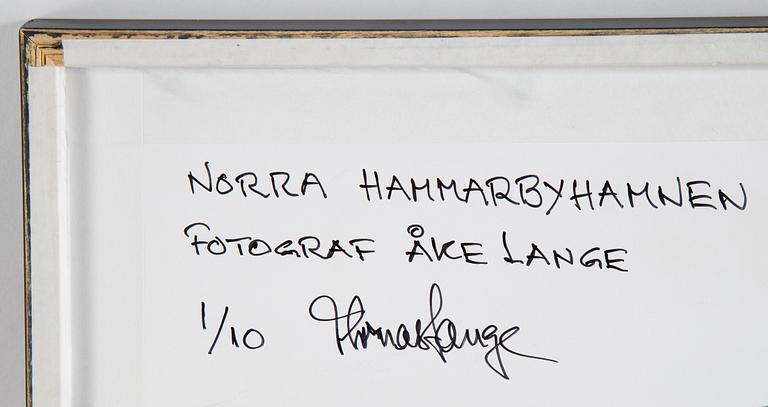 NORRA HAMMARBYHAMNEN
FOTOGRAF ÅKE LANGE
1/10 Thomas Lange